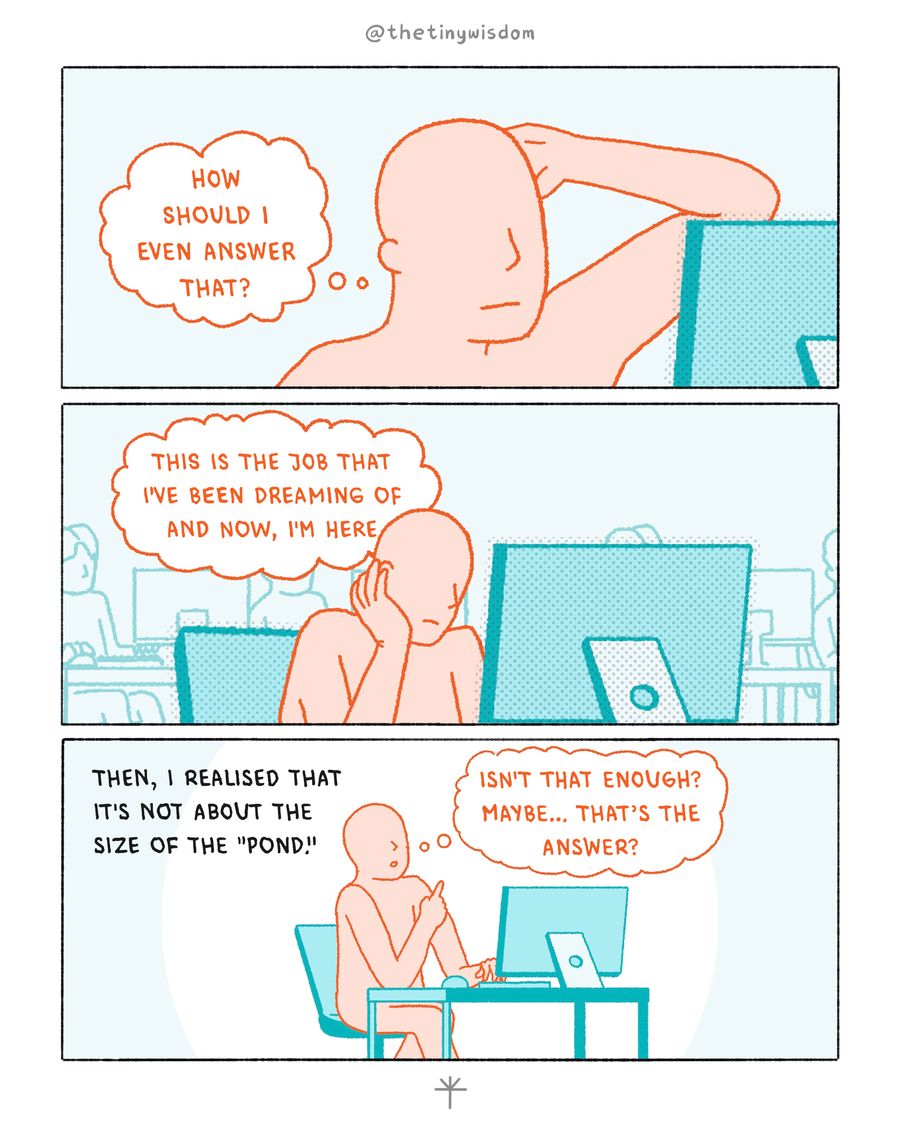 @thetinywisdom
HOW
SHOULD I
EVEN ANSWER
THAT?
THIS IS THE JOB THAT
I'VE BEEN DREAMING OF
AND NOW, I'M HERE
THEN, I REALISED THAT
IT'S NOT ABOUT THE
SIZE OF THE "POND."
ISN'T THAT ENOUGH?
MAYBE... THAT'S THE
ANSWER?